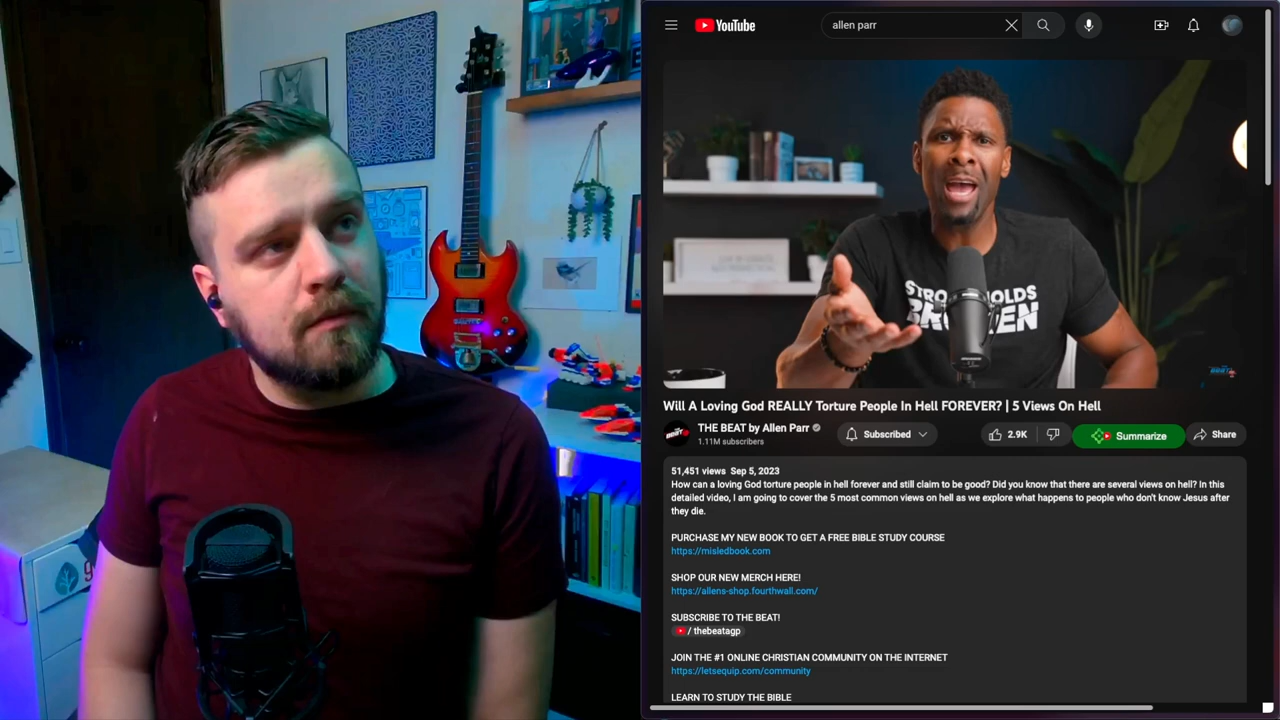 YouTube
allen parr
STRONGHOLDS
BROKEN
THE BEAT
Will A Loving God REALLY Torture People In Hell FOREVER? | 5 Views On Hell
THE BEAT by Allen Parr
1.11M subscribers
Subscribed
2.9K
Summarize
Share
51,451 views Sep 5, 2023
How can a loving God torture people in hell forever and still claim to be good? Did you know that there are several views on hell? In this
detailed video, I am going to cover the 5 most common views on hell as we explore what happens to people who don't know Jesus after
they die.
PURCHASE MY NEW BOOK TO GET A FREE BIBLE STUDY COURSE
https://misledbook.com
SHOP OUR NEW MERCH HERE!
https://allens-shop.fourthwall.com/
SUBSCRIBE TO THE BEAT!
/ thebeatagp
JOIN THE #1 ONLINE CHRISTIAN COMMUNITY ON THE INTERNET
https://letsequip.com/community
LEARN TO STUDY THE BIBLE